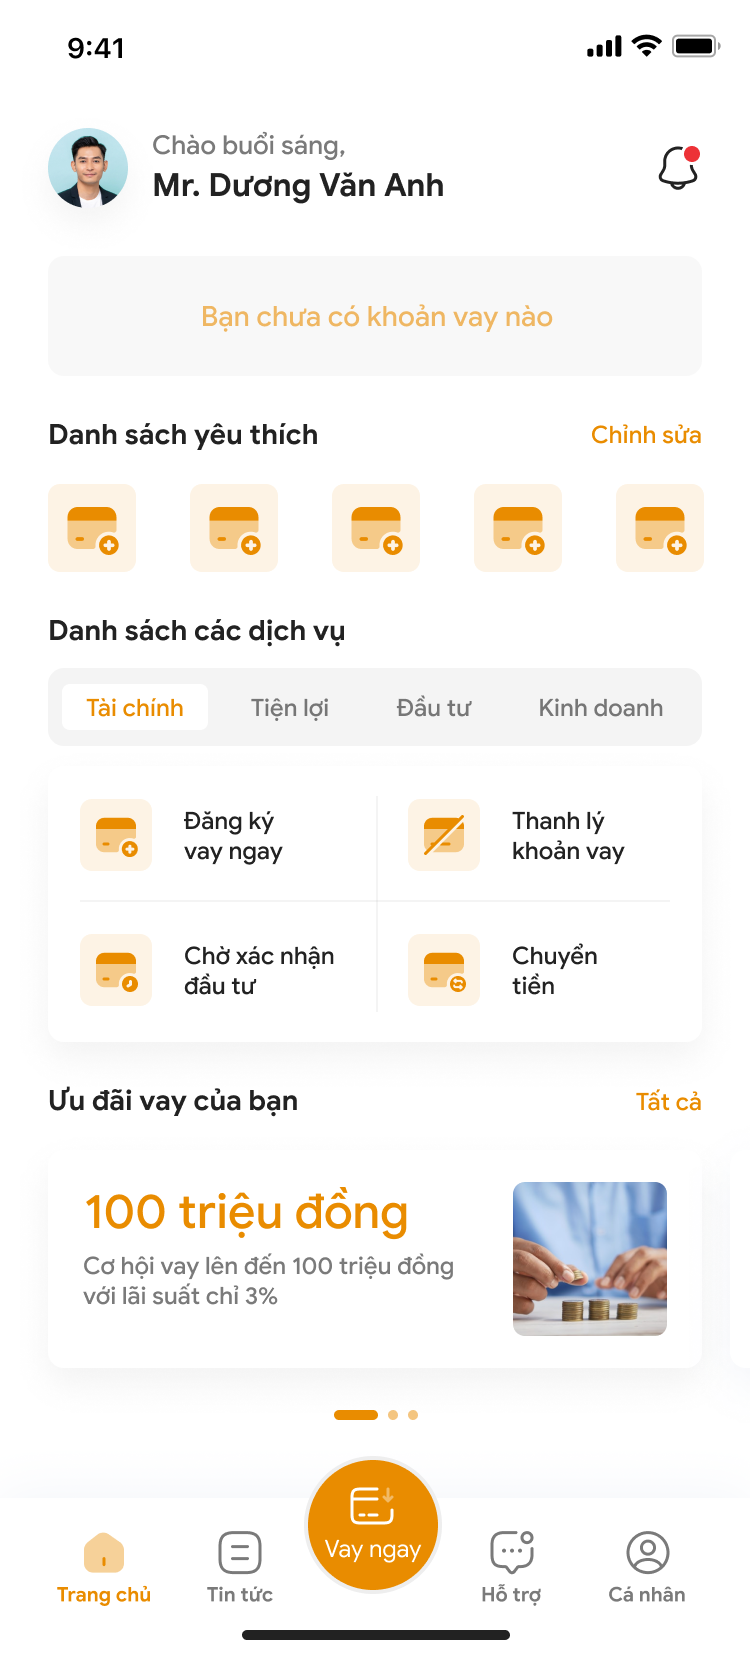 9:41
Chào buổi sáng,
Mr. Dương Văn Anh
Bạn chưa có khoản vay nào
Danh sách yêu thích
Chỉnh sửa
Danh sách các dịch vụ
Tài chính
Tiện lợi
Đầu tư
Kinh doanh
Đăng ký
vay ngay
Thanh lý
khoản vay
Chờ xác nhận
đầu tư
Chuyển
tiền
Ưu đãi vay của bạn
Tất cả
100 triệu đồng
Cơ hội vay lên đến 100 triệu đồng
với lãi suất chỉ 3%
Vay ngay
Trang chủ
Tin tức
Hỗ trợ
Cá nhân